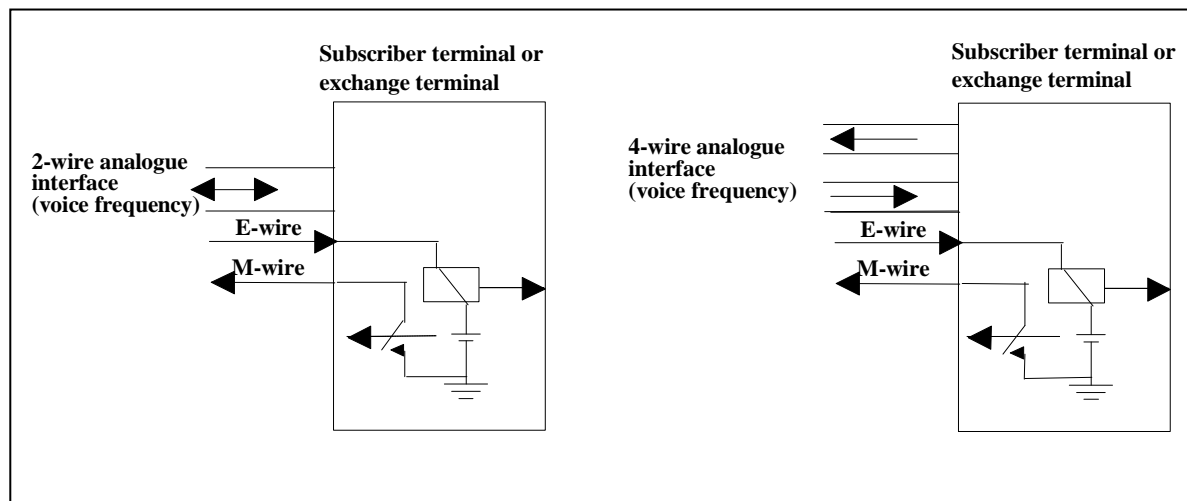 Subscriber terminal or
exchange terminal
2-wire analogue
interface
(voice frequency)
E-wire
M-wire
Subscriber terminal or
exchange terminal
4-wire analogue
interface
(voice frequency)
E-wire
M-wire